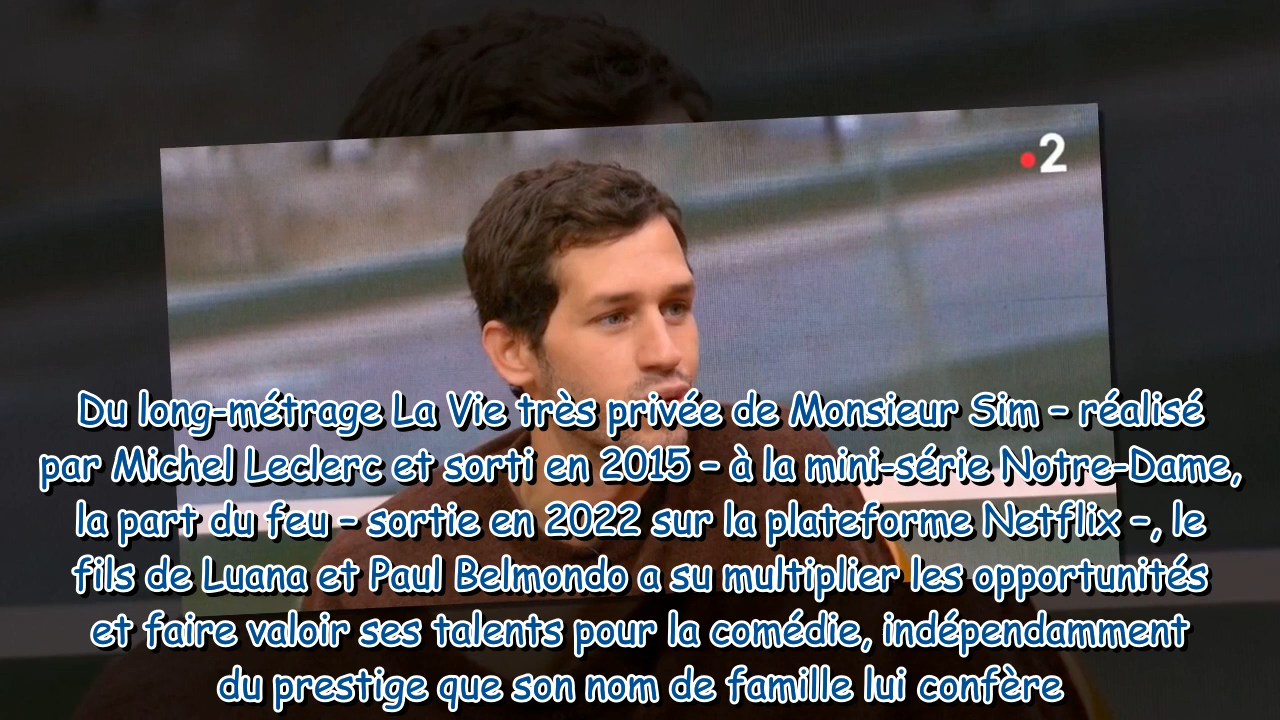 2
Du long-métrage La Vie très privée de Monsieur Sim – réalisé
par Michel Leclerc et sorti en 2015 – à la mini-série Notre-Dame,
la part du feu – sortie en 2022 sur la plateforme Netflix –, le
fils de Luana et Paul Belmondo a su multiplier les opportunités
et faire valoir ses talents pour la comédie, indépendamment
du prestige que son nom de famille lui confère